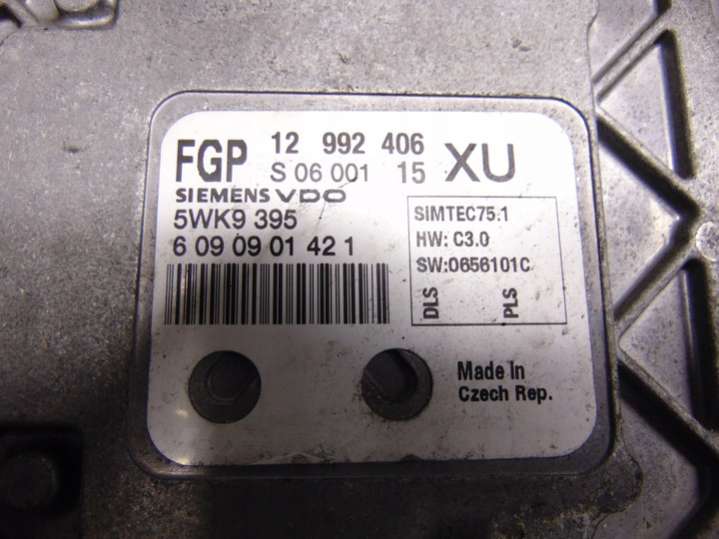 FGP 12 992 406 XU
S 06 001 15
SIEMENS VDO
5WK9 395
6 09 09 01 42 1
SIMTEC75.1
HW: C3.0
SW:0656101C
DLS PLS
Made In
Czech Rep.